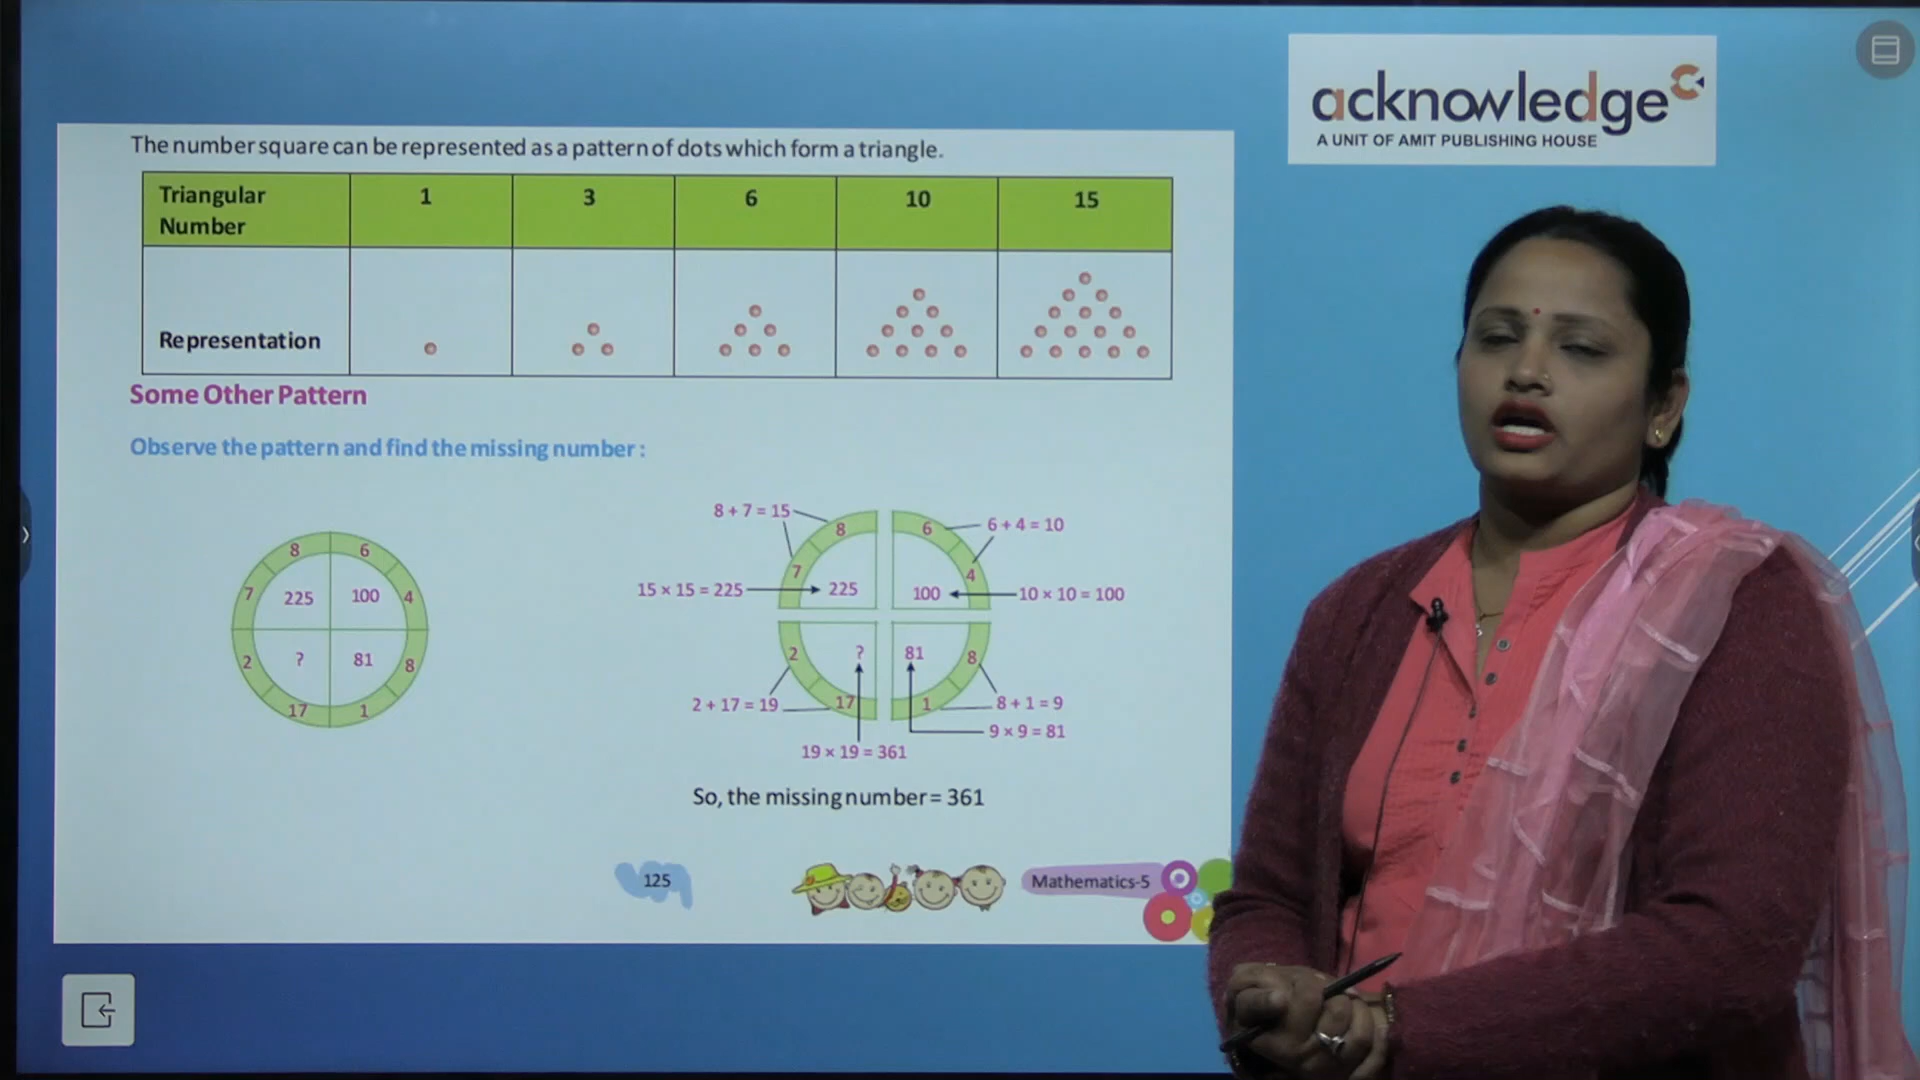 acknowledge
A UNIT OF AMIT PUBLISHING HOUSE
The number square can be represented as a pattern of dots which form a triangle.
Triangular Number 1 3 6 10 15
Representation
Some Other Pattern
Observe the pattern and find the missing number :
8 6
7 225 100 4
2 ? 81 8
17 1
8 + 7 = 15 8 6 6 + 4 = 10
7 4
15 × 15 = 225 225 100 10 × 10 = 100
2 ? 81 8
2 + 17 = 19 17 1 8 + 1 = 9
9 × 9 = 81
19 × 19 = 361
So, the missing number = 361
125
Mathematics-5